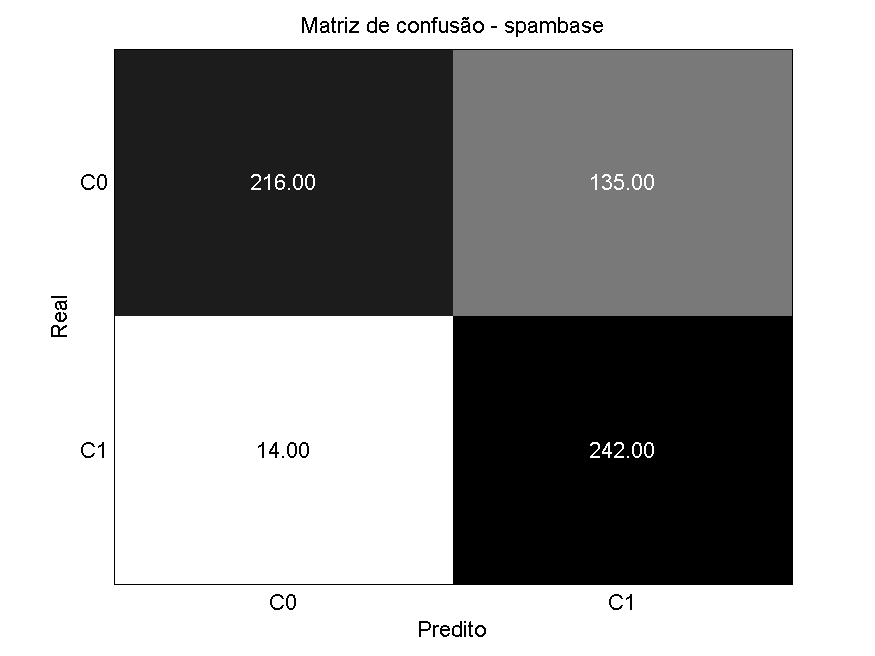 Matriz de confusão - spambase
C0
216.00
135.00
Real
C1
14.00
242.00
C0
C1
Predito